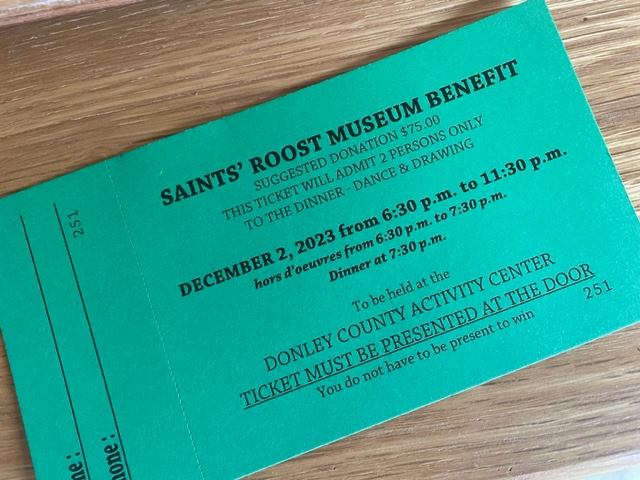 SAINTS' ROOST MUSEUM BENEFIT
SUGGESTED DONATION $75.00
THIS TICKET WILL ADMIT 2 PERSONS ONLY
TO THE DINNER - DANCE & DRAWING
DECEMBER 2, 2023 from 6:30 p.m. to 11:30 p.m.
hors d'oeuvres from 6:30 p.m. to 7:30 p.m.
Dinner at 7:30 p.m.
To be held at the
DONLEY COUNTY ACTIVITY CENTER
TICKET MUST BE PRESENTED AT THE DOOR
You do not have to be present to win
251
251